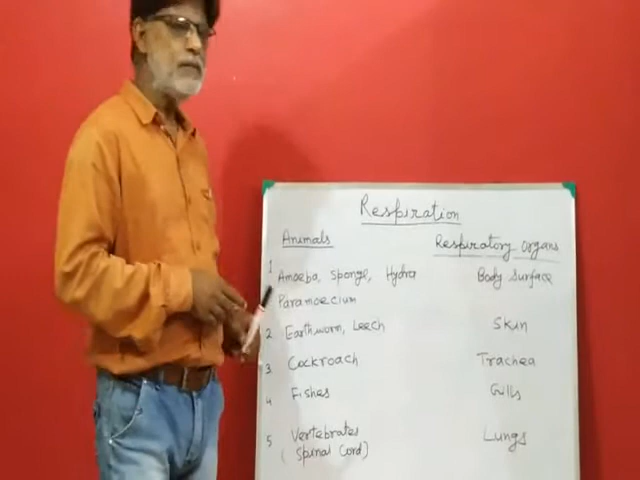 Respiration
Animals Respiratory organs
1 Amoeba, sponge, Hydra Body surface
Paramoecium
2 Earthworm, Leech Skin
3 Cockroach Trachea
4 Fishes Gills
5 Vertebrates Lungs
(Spinal Cord)